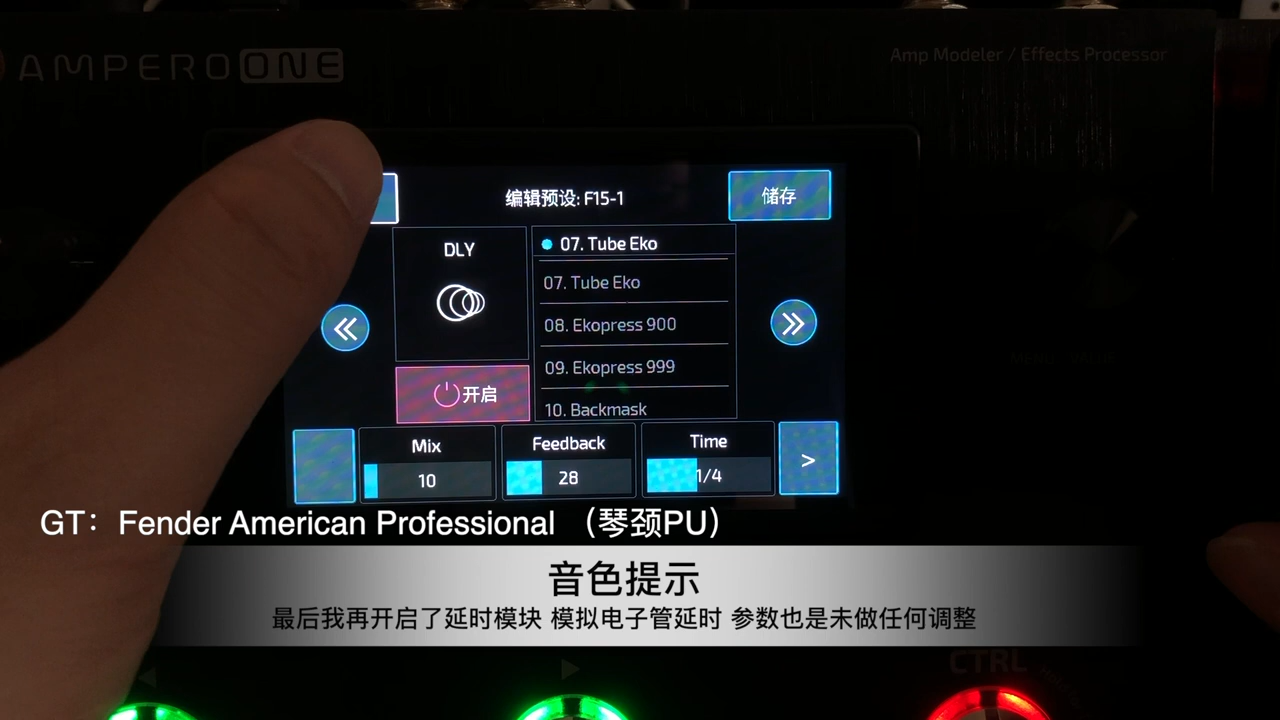 AMPERO ONE
Amp Modeler / Effects Processor
编辑预设: F15-1
储存
DLY
07. Tube Eko
07. Tube Eko
08. Ekopress 900
09. Ekopress 999
10. Backmask
开启
Mix
10
Feedback
28
Time
1/4
>
GT：Fender American Professional （琴颈PU）
音色提示
最后我再开启了延时模块 模拟电子管延时 参数也是未做任何调整
CTRL